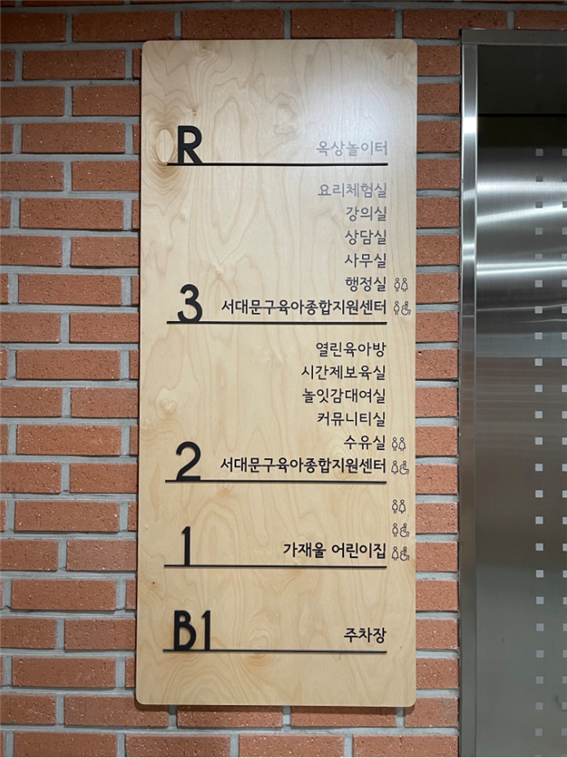 R 옥상놀이터
요리체험실
강의실
상담실
사무실
행정실
3 서대문구육아종합지원센터
열린육아방
시간제보육실
놀잇감대여실
커뮤니티실
수유실
2 서대문구육아종합지원센터
1 가재울 어린이집
B1 주차장